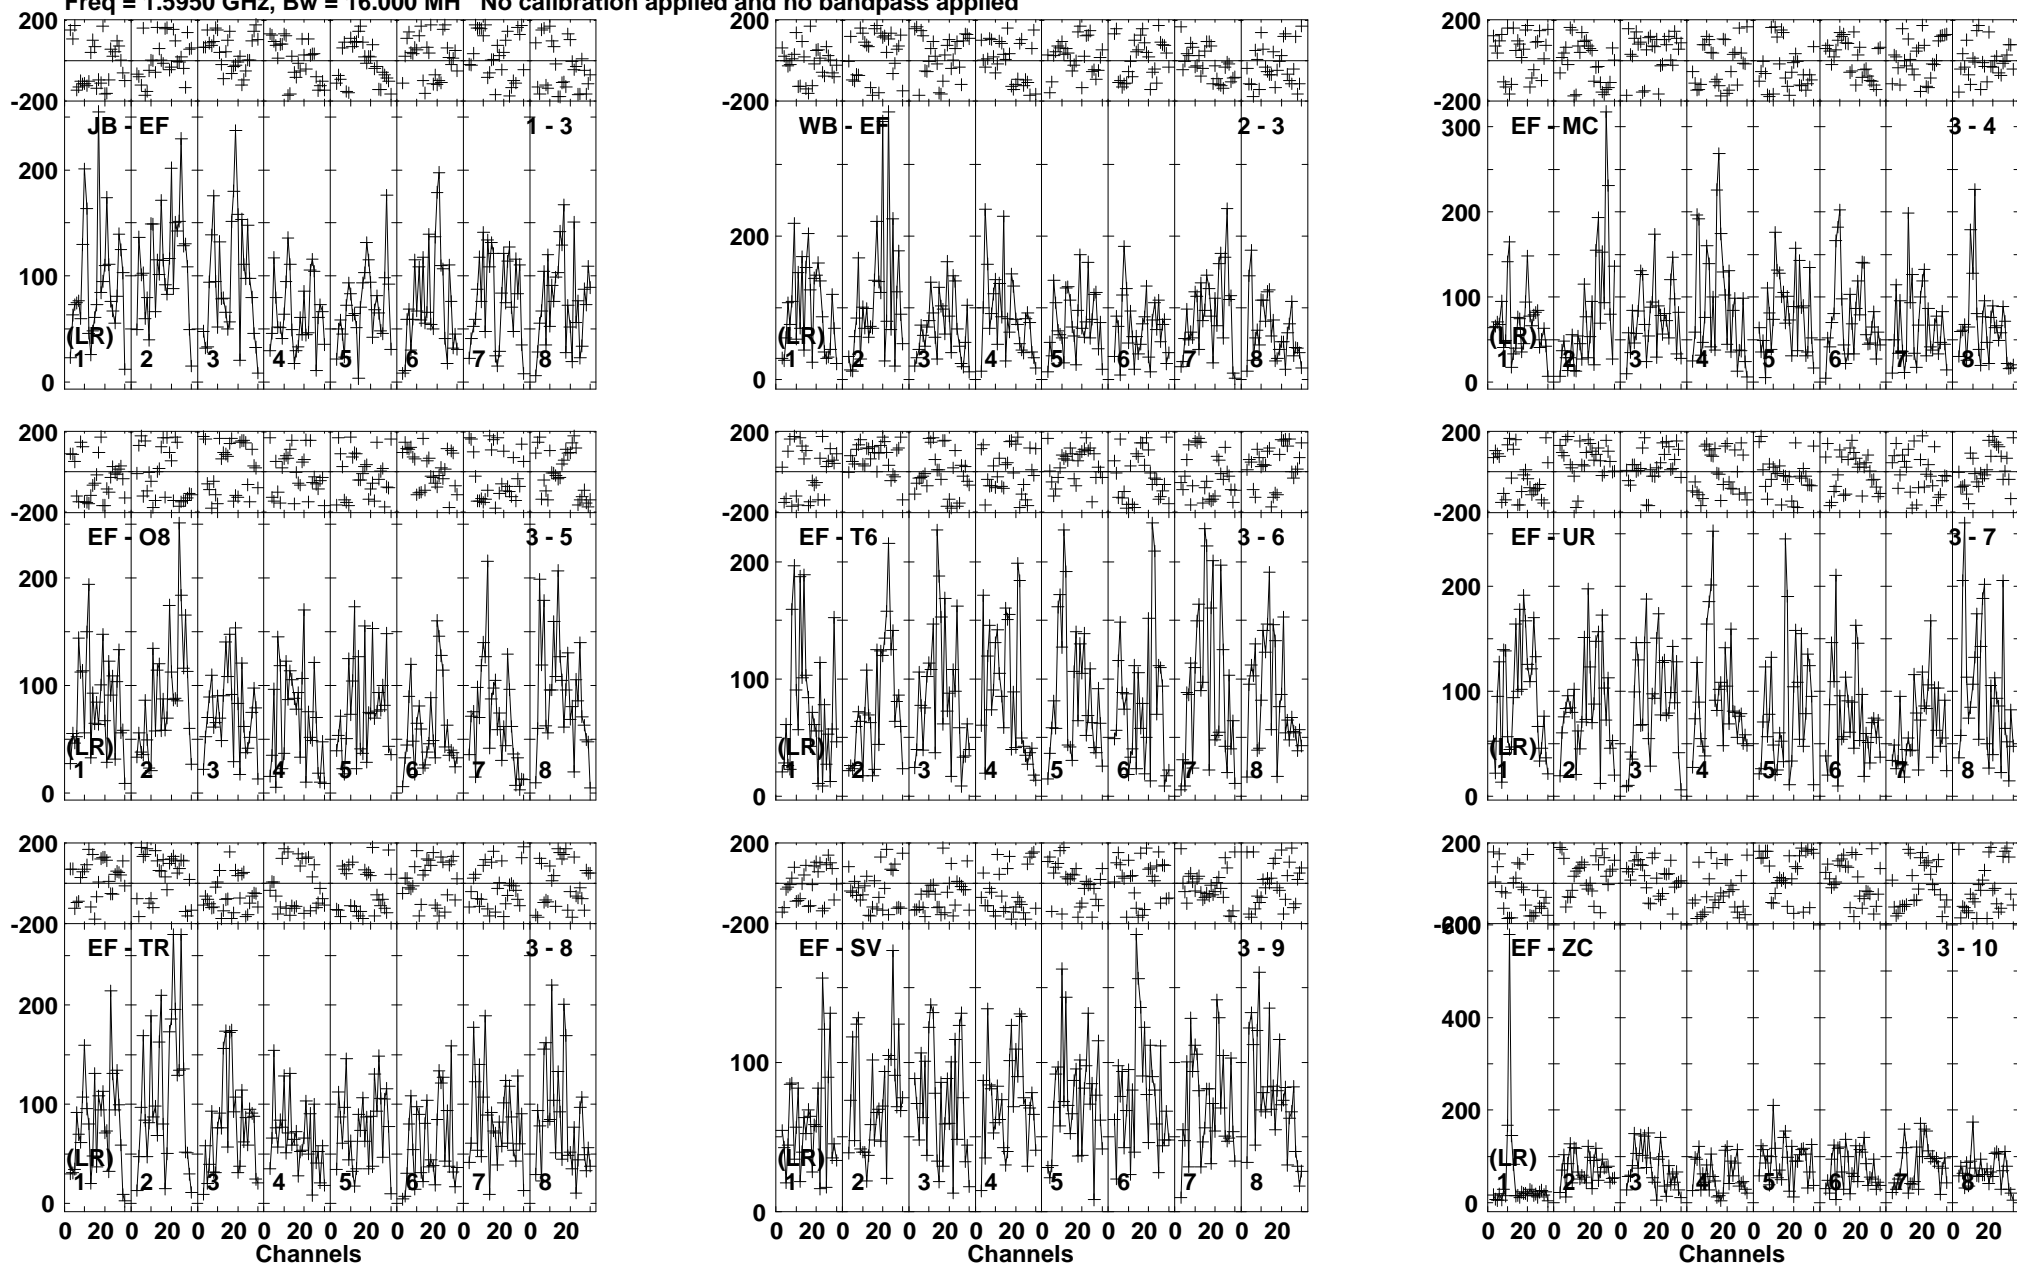 Freq = 1.5950 GHz, Bw = 16.000 MH No calibration applied and no bandpass applied
200 200 200
-200 -200 -200
JB - EF 1 - 3 WB - EF 2 - 3 EF - MC 3 - 4
300
200 200 200
100 100
(LR) (LR) (LR)
1 2 3 4 5 6 7 8 1 2 3 4 5 6 7 8 1 2 3 4 5 6 7 8
0 0 0
200 200 200
-200 -200 -200
EF - O8 3 - 5 EF - T6 3 - 6 EF - UR 3 - 7
200 200 200
100 100 100
(LR) (LR) (LR)
1 2 3 4 5 6 7 8 1 2 3 4 5 6 7 8 1 2 3 4 5 6 7 8
0 0 0
200 200 200
-200 -200 -200
600
EF - TR 3 - 8 EF - SV 3 - 9 EF - ZC 3 - 10
200 400
100 100 200
(LR) (LR) (LR)
1 2 3 4 5 6 7 8 1 2 3 4 5 6 7 8 1 2 3 4 5 6 7 8
0 0 0
0 20 0 20 0 20 0 20 0 20 0 20 0 20 0 20 0 20 0 20 0 20 0 20 0 20 0 20 0 20 0 20 0 20 0 20 0 20 0 20 0 20 0 20 0 20 0 20
Channels Channels Channels